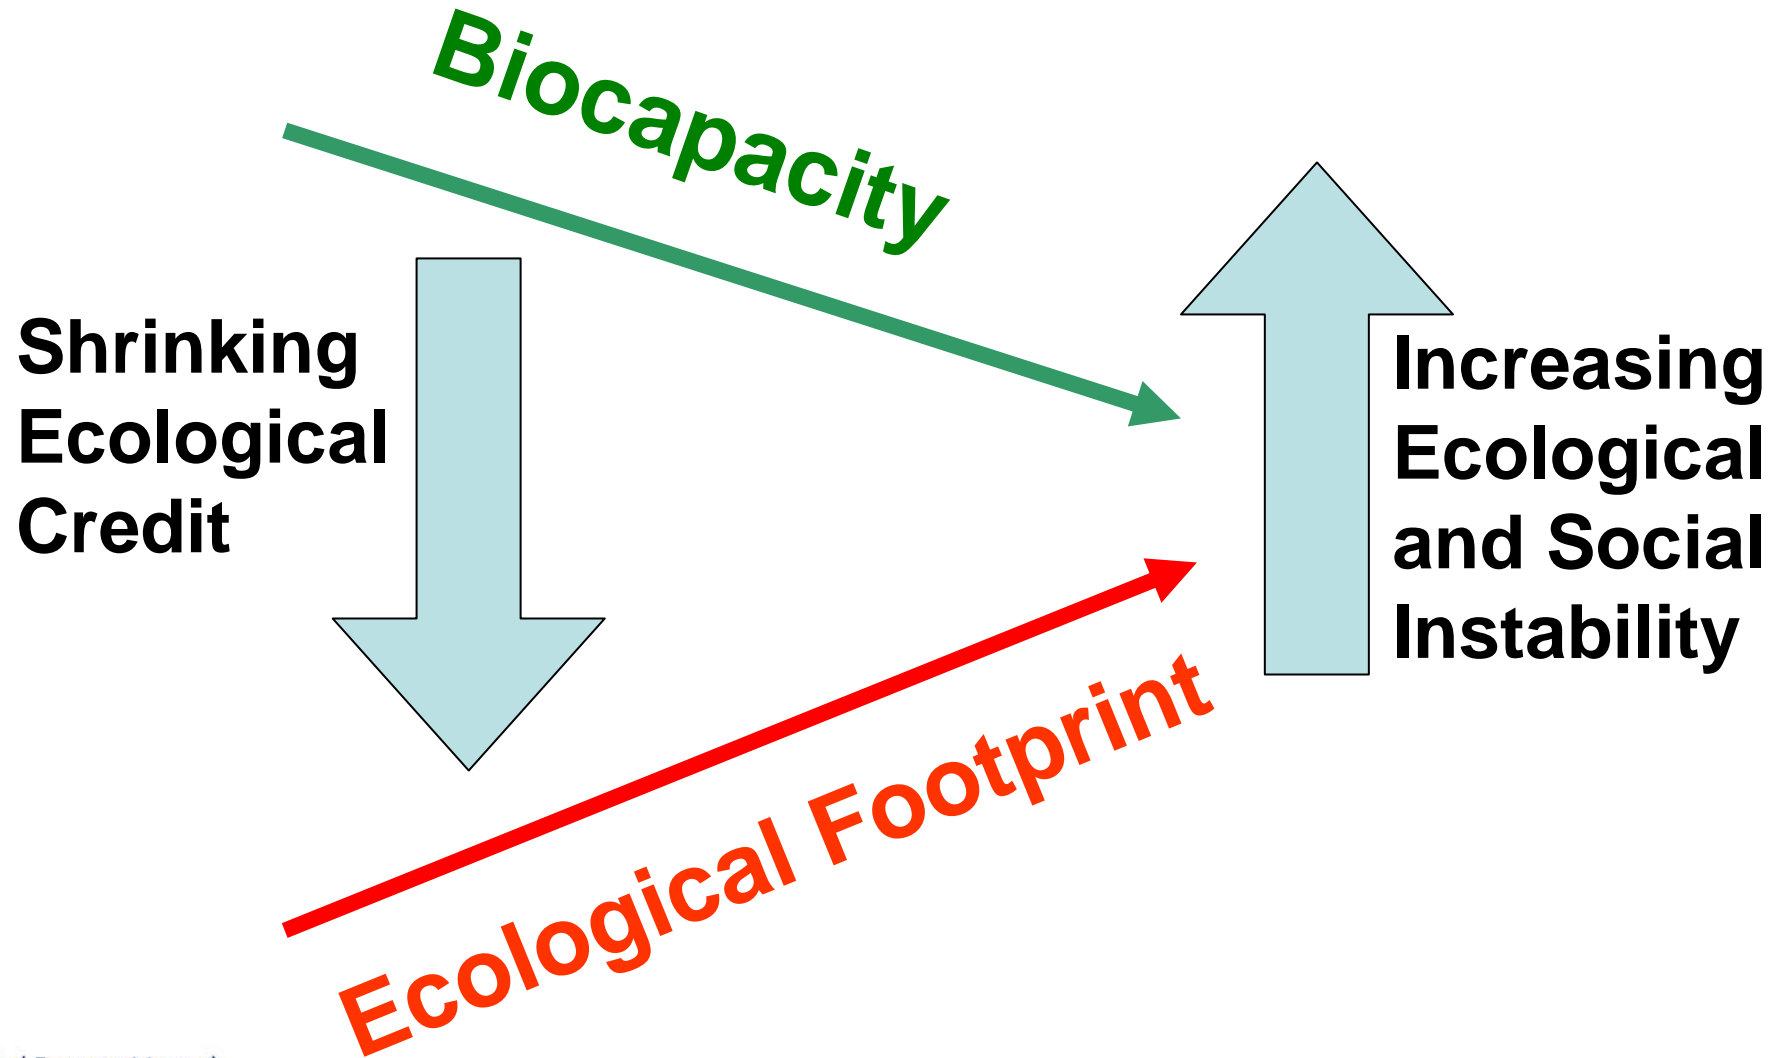 Biocapacity
Shrinking
Ecological
Credit
Increasing
Ecological
and Social
Instability
Ecological Footprint